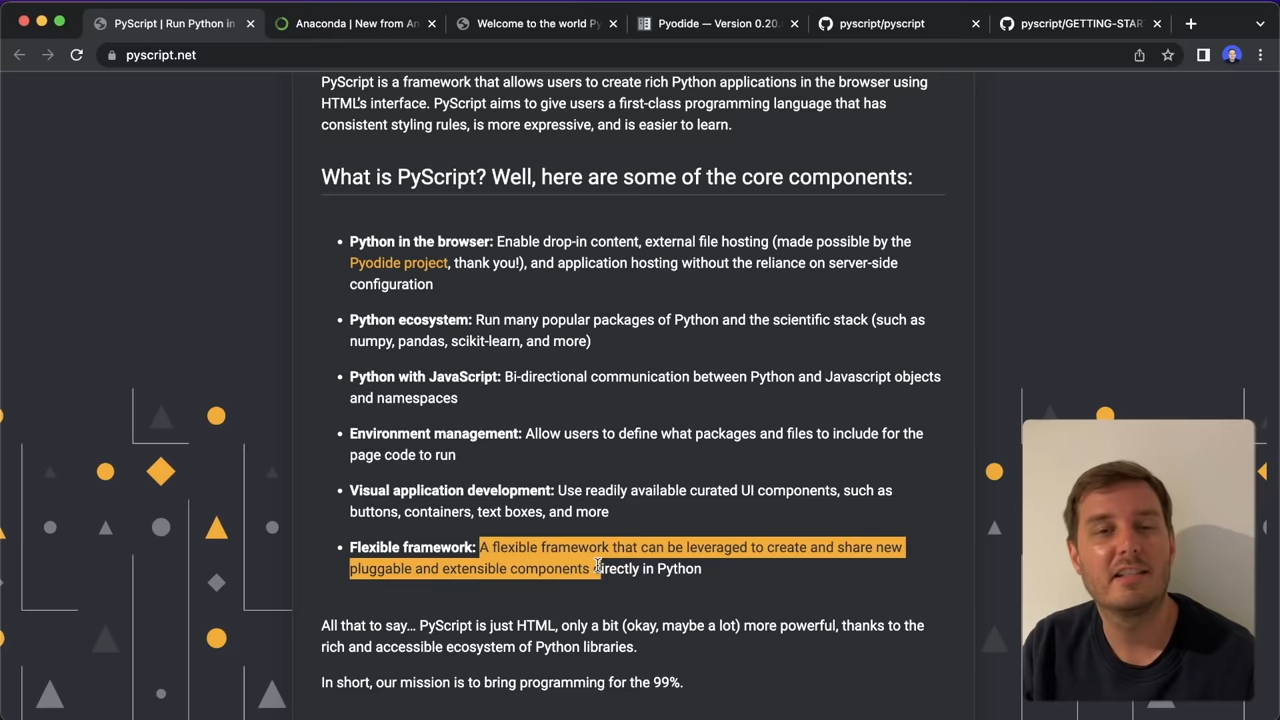 PyScript | Run Python in
Anaconda | New from An
Welcome to the world Py
Pyodide — Version 0.20.
pyscript/pyscript
pyscript/GETTING-STAR
pyscript.net
PyScript is a framework that allows users to create rich Python applications in the browser using
HTML's interface. PyScript aims to give users a first-class programming language that has
consistent styling rules, is more expressive, and is easier to learn.
What is PyScript? Well, here are some of the core components:
• Python in the browser: Enable drop-in content, external file hosting (made possible by the
Pyodide project, thank you!), and application hosting without the reliance on server-side
configuration
• Python ecosystem: Run many popular packages of Python and the scientific stack (such as
numpy, pandas, scikit-learn, and more)
• Python with JavaScript: Bi-directional communication between Python and Javascript objects
and namespaces
• Environment management: Allow users to define what packages and files to include for the
page code to run
• Visual application development: Use readily available curated UI components, such as
buttons, containers, text boxes, and more
• Flexible framework: A flexible framework that can be leveraged to create and share new
pluggable and extensible components directly in Python
All that to say... PyScript is just HTML, only a bit (okay, maybe a lot) more powerful, thanks to the
rich and accessible ecosystem of Python libraries.
In short, our mission is to bring programming for the 99%.